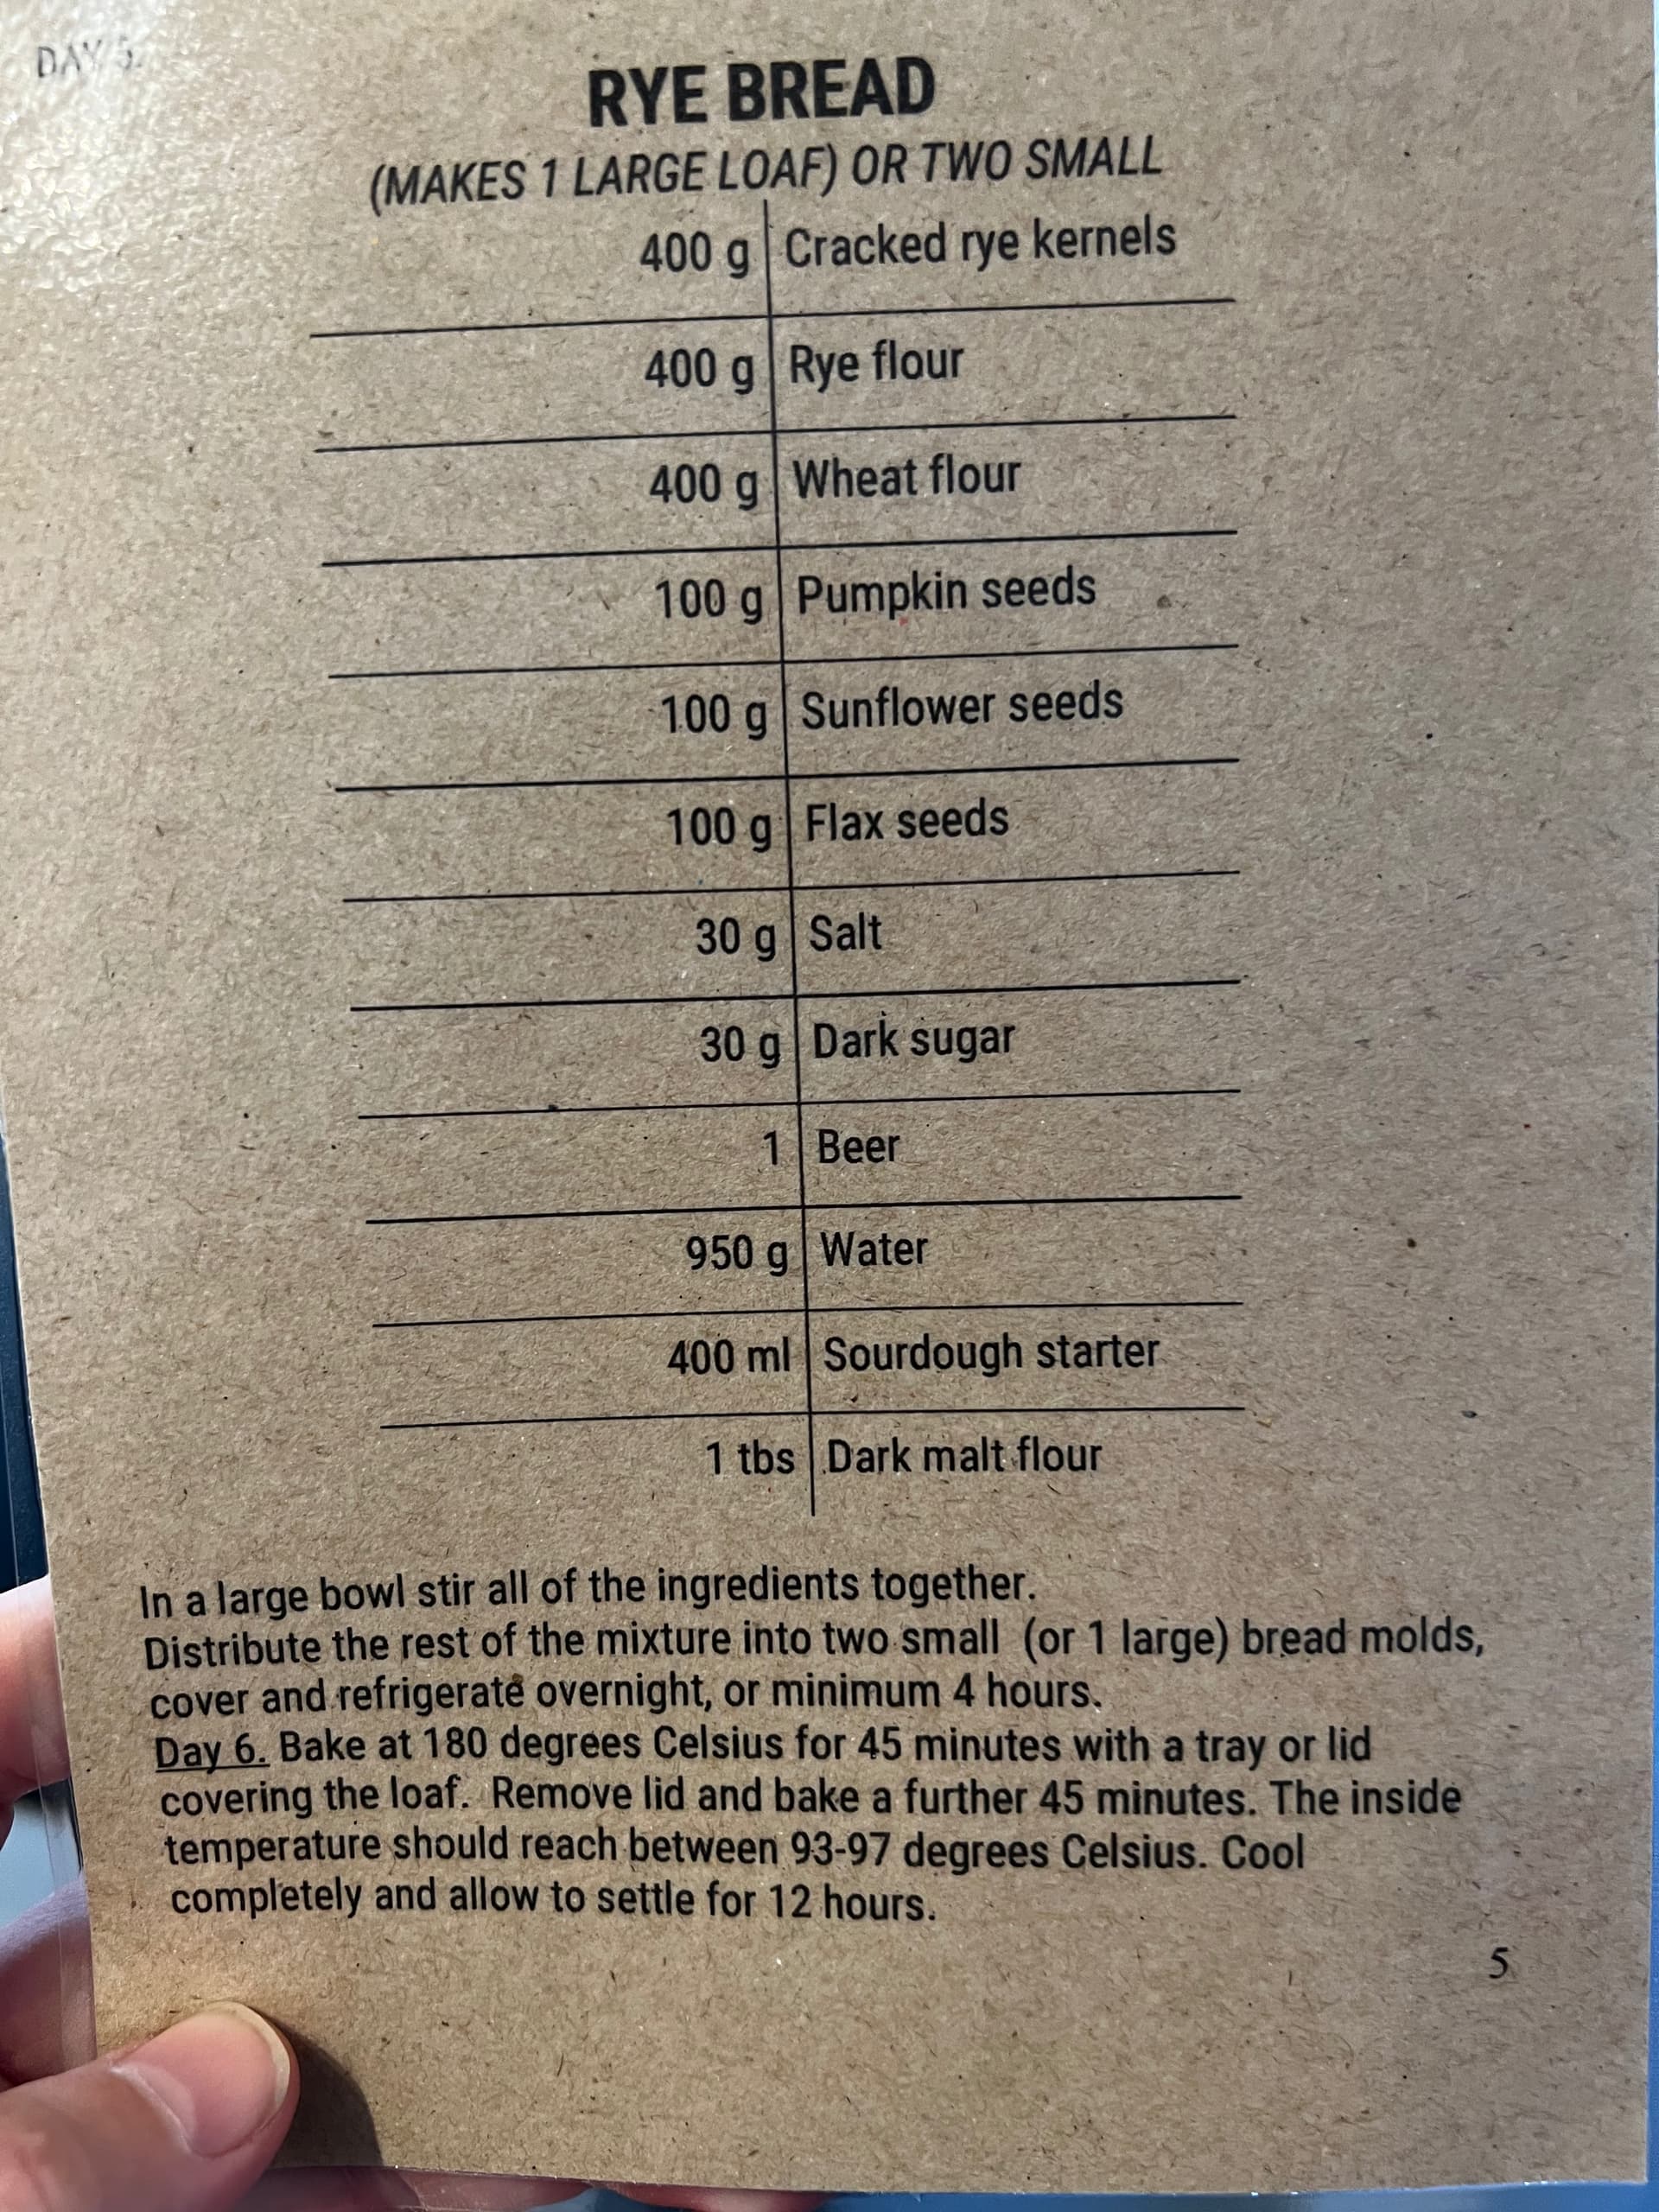 DAY 5.
RYE BREAD
(MAKES 1 LARGE LOAF) OR TWO SMALL
400 g Cracked rye kernels
400 g Rye flour
400 g Wheat flour
100 g Pumpkin seeds
100 g Sunflower seeds
100 g Flax seeds
30 g Salt
30 g Dark sugar
1 Beer
950 g Water
400 ml Sourdough starter
1 tbs Dark malt flour
In a large bowl stir all of the ingredients together.
Distribute the rest of the mixture into two small (or 1 large) bread molds,
cover and refrigerate overnight, or minimum 4 hours.
Day 6. Bake at 180 degrees Celsius for 45 minutes with a tray or lid
covering the loaf. Remove lid and bake a further 45 minutes. The inside
temperature should reach between 93-97 degrees Celsius. Cool
completely and allow to settle for 12 hours.
5